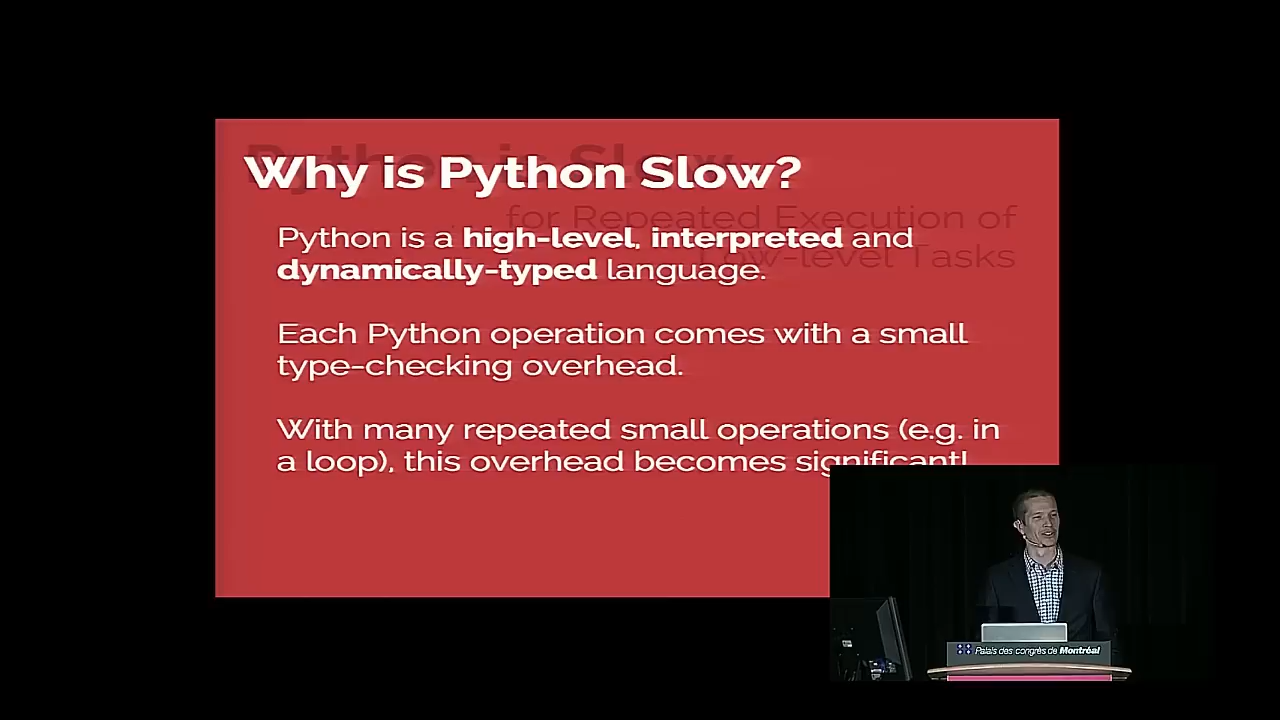 Why is Python Slow?
for Repeated Execution of
Python is a high-level, interpreted and
Low-level Tasks
dynamically-typed language.
Each Python operation comes with a small
type-checking overhead.
With many repeated small operations (e.g. in
a loop), this overhead becomes significant!
Palais des congrès de Montréal